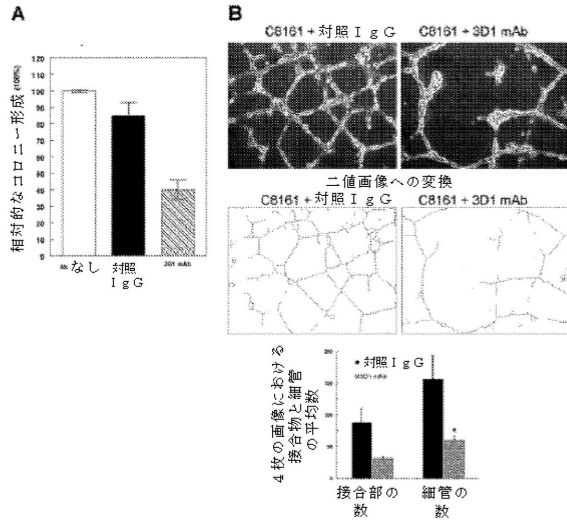 A
相対的なコロニー形成(100%)
120
110
100
90
80
70
60
50
40
30
20
10
0
なし
対照
IgG
3D1 mAb
B
C8161 + 対照IgG
C8161 + 3D1 mAb
二値画像への変換
C8161 + 対照IgG
C8161 + 3D1 mAb
4枚の画像における
接合物と細管
の平均数
対照IgG
3D1 mAb
*
接合部の
数
細管の
数